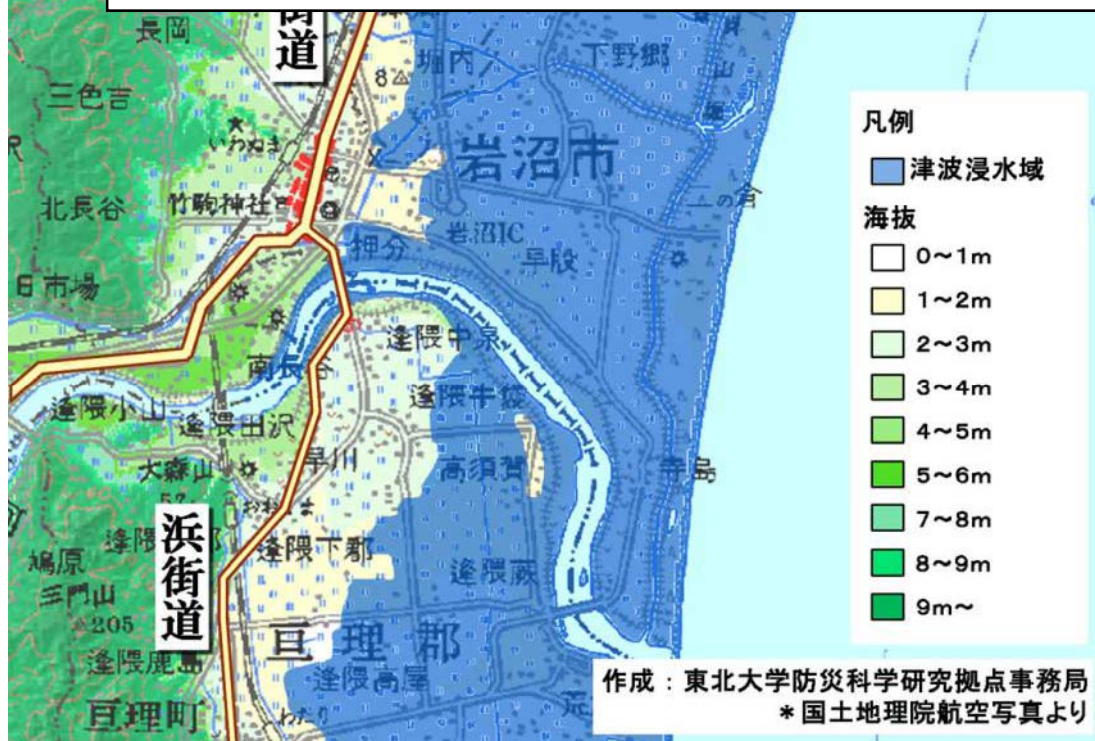 街道
長岡
堀内
下野郷
8
三色吉
いわぬま
岩沼市
凡例
津波浸水域
北長谷
竹駒神社
二の倉
海抜
岩沼IC
押分
早股
0~1m
日市場
1~2m
逢隈中泉
2~3m
南長谷
3~4m
逢隈小山
逢隈田沢
逢隈牛袋
4~5m
大森山
早川
高須賀
寺島
5~6m
57
7~8m
浜街道
逢隈下郡
逢隈蕨
8~9m
鳩原
三門山
205
9m~
逢隈鹿島
亘理郡
逢隈高屋
荒
亘理町
わたり
作成:東北大学防災科学研究拠点事務局
*国土地理院航空写真より